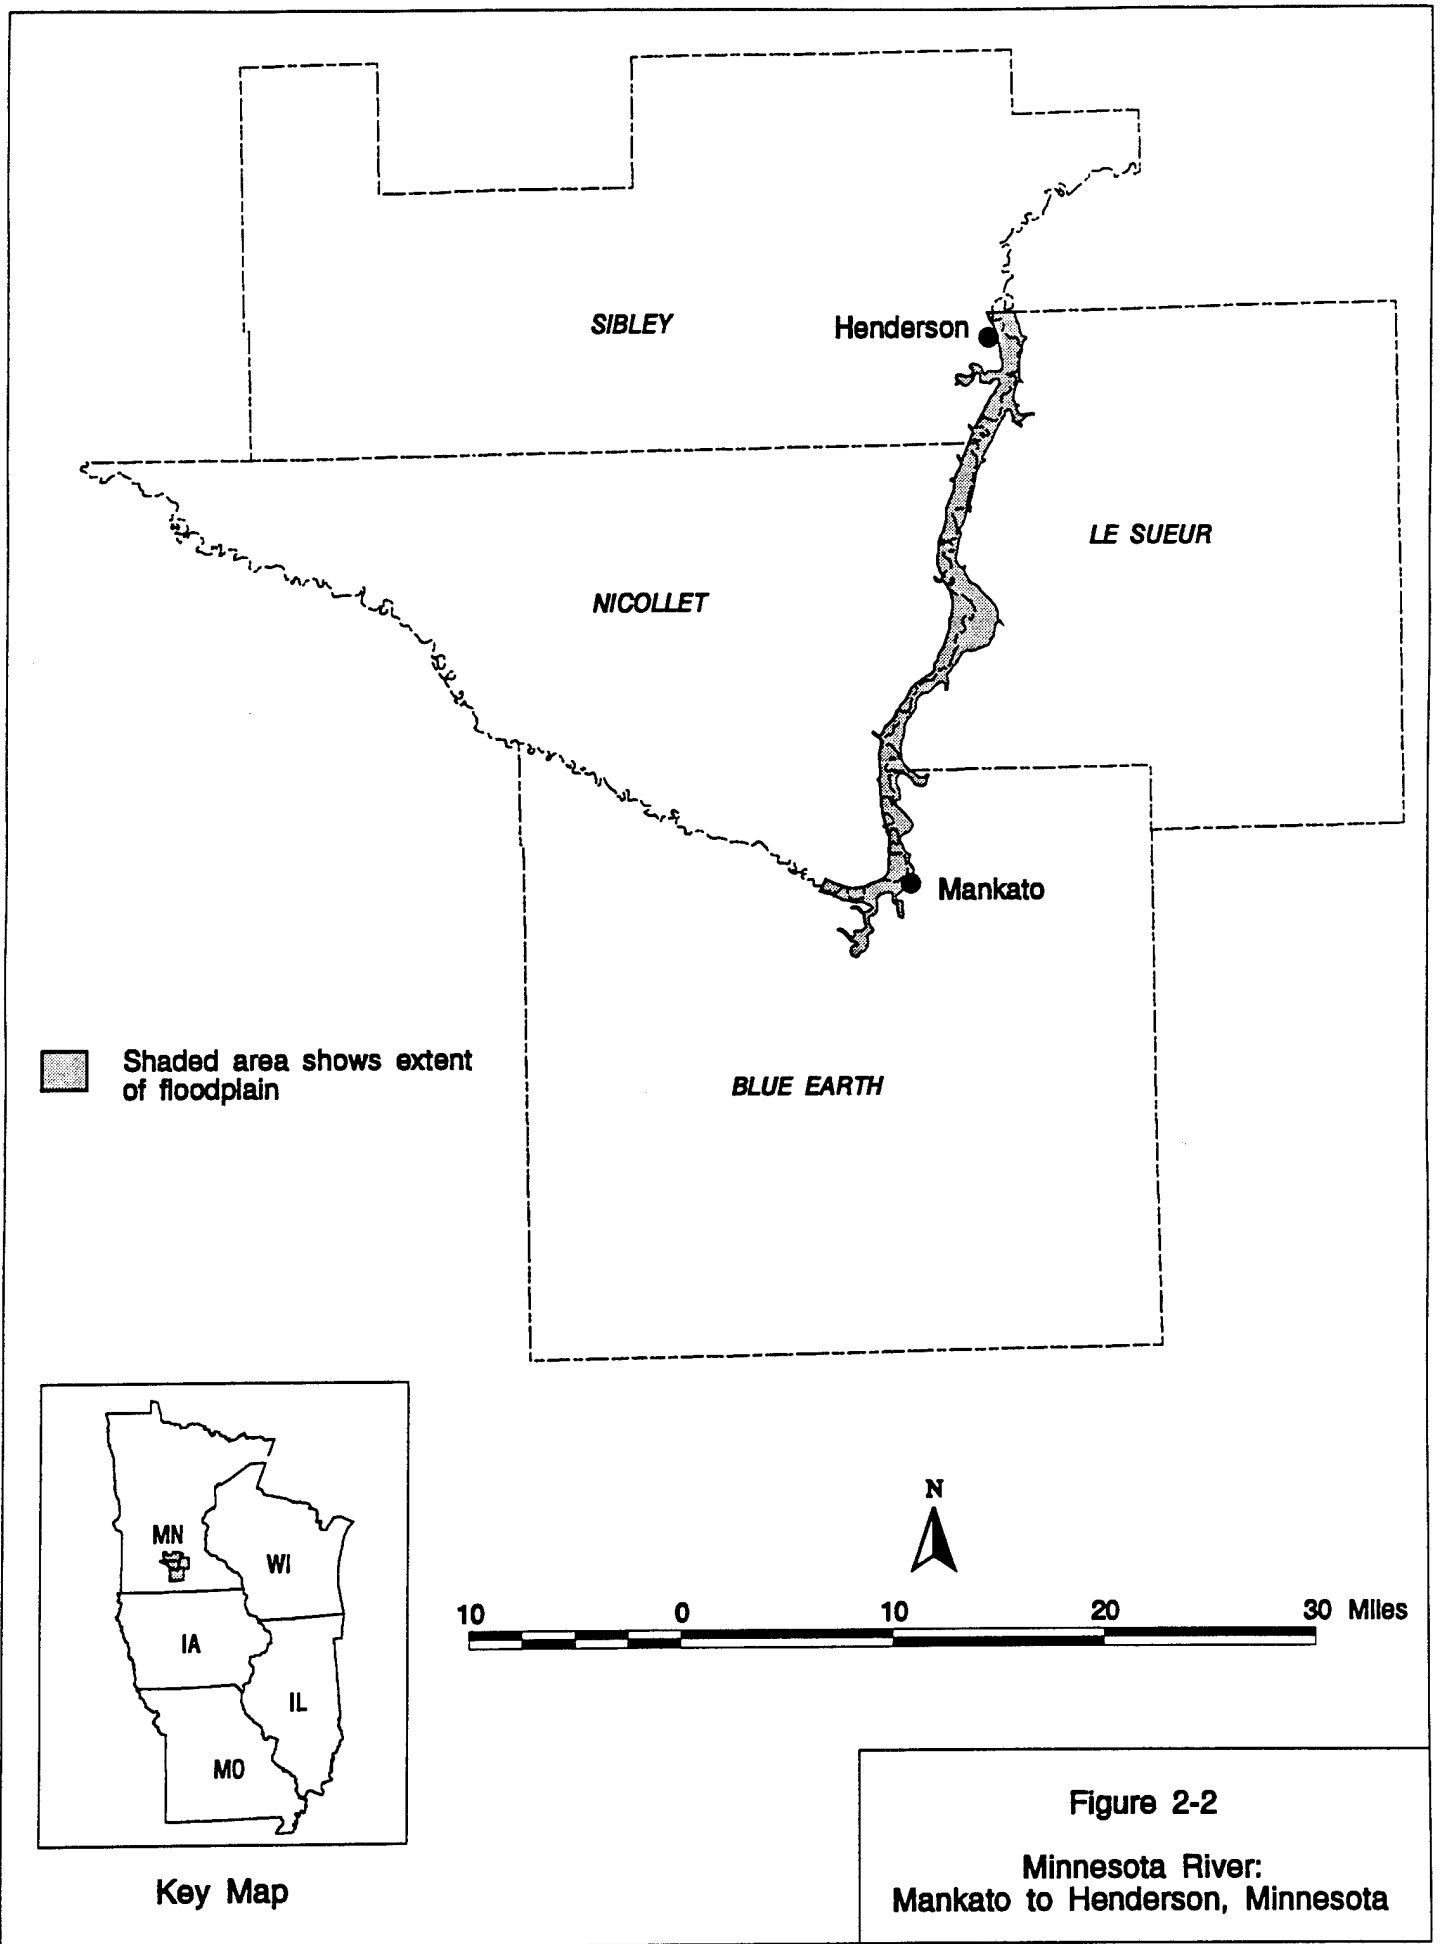 SIBLEY
Henderson
LE SUEUR
NICOLLET
Mankato
Shaded area shows extent
of floodplain
BLUE EARTH
MN
WI
IA
IL
MO
Key Map
N
10 0 10 20 30 Miles
Figure 2-2
Minnesota River:
Mankato to Henderson, Minnesota